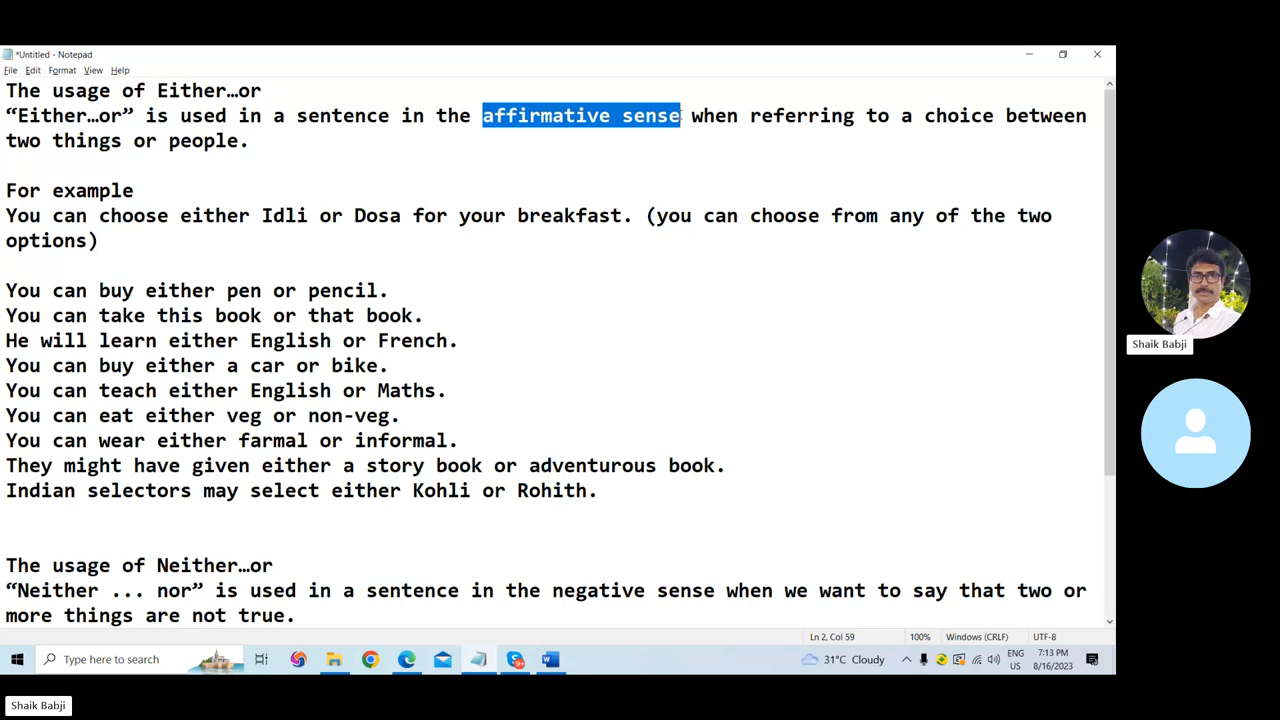 *Untitled - Notepad
File Edit Format View Help
The usage of Either…or
“Either…or” is used in a sentence in the affirmative sense when referring to a choice between
two things or people.
For example
You can choose either Idli or Dosa for your breakfast. (you can choose from any of the two
options)
You can buy either pen or pencil.
You can take this book or that book.
He will learn either English or French.
You can buy either a car or bike.
You can teach either English or Maths.
You can eat either veg or non-veg.
You can wear either farmal or informal.
They might have given either a story book or adventurous book.
Indian selectors may select either Kohli or Rohith.
The usage of Neither…or
“Neither ... nor” is used in a sentence in the negative sense when we want to say that two or
more things are not true.
Shaik Babji
Ln 2, Col 59 100% Windows (CRLF) UTF-8
Type here to search
31°C Cloudy
ENG
US
7:13 PM
8/16/2023
Shaik Babji